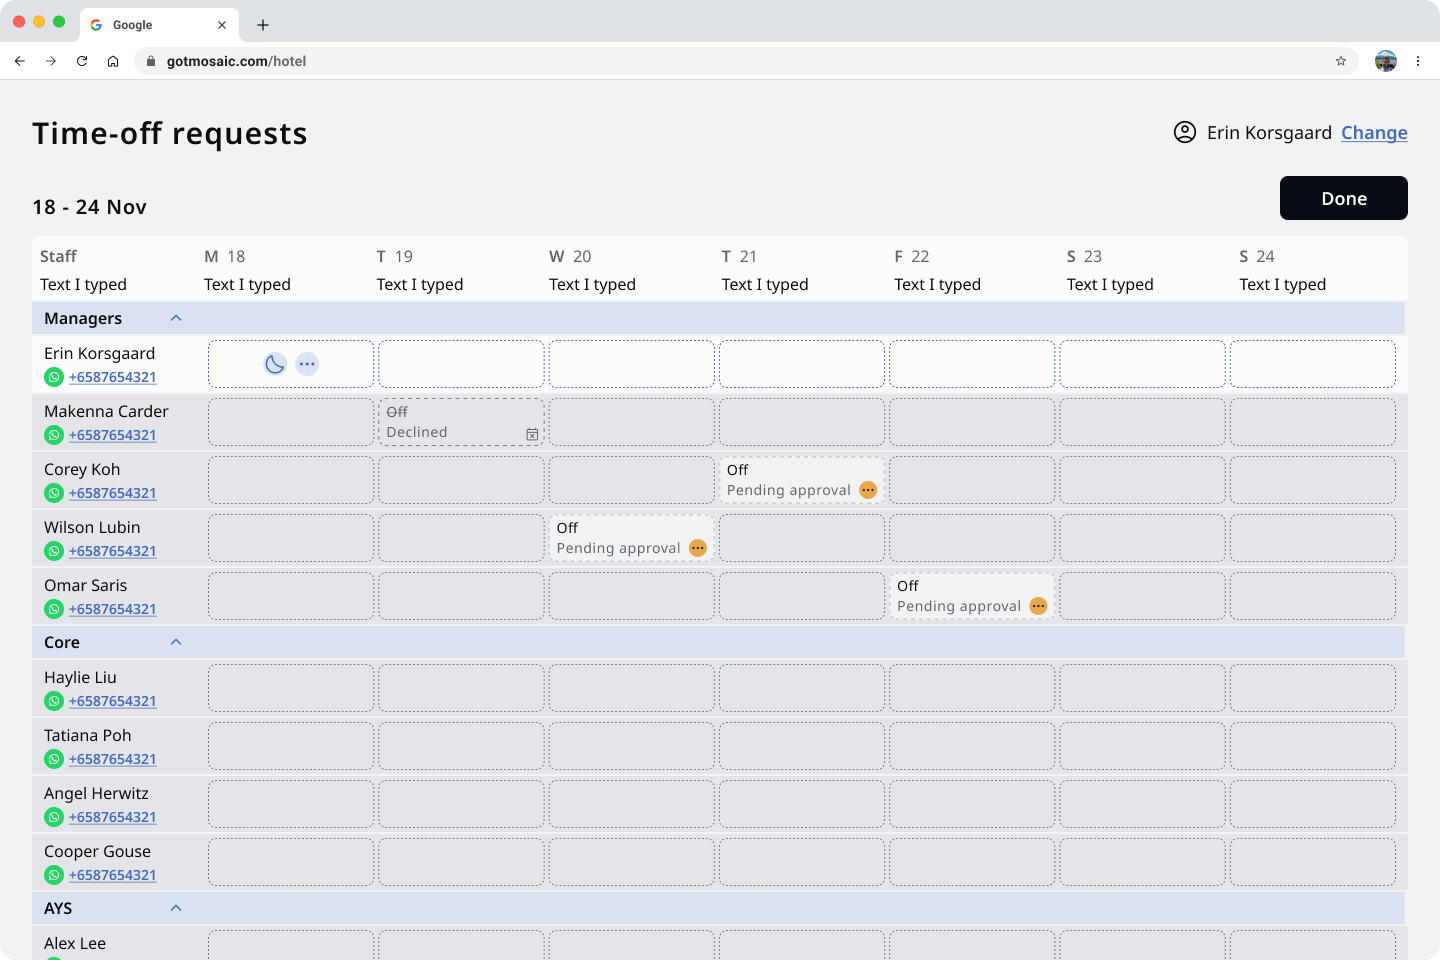 Google
gotmosaic.com/hotel
Time-off requests
Erin Korsgaard Change
18 - 24 Nov
Done
Staff M 18 T 19 W 20 T 21 F 22 S 23 S 24
Text I typed Text I typed Text I typed Text I typed Text I typed Text I typed Text I typed Text I typed
Managers
Erin Korsgaard
+6587654321
Makenna Carder
+6587654321
Off
Declined
Corey Koh
+6587654321
Off
Pending approval
Wilson Lubin
+6587654321
Off
Pending approval
Omar Saris
+6587654321
Off
Pending approval
Core
Haylie Liu
+6587654321
Tatiana Poh
+6587654321
Angel Herwitz
+6587654321
Cooper Gouse
+6587654321
AYS
Alex Lee